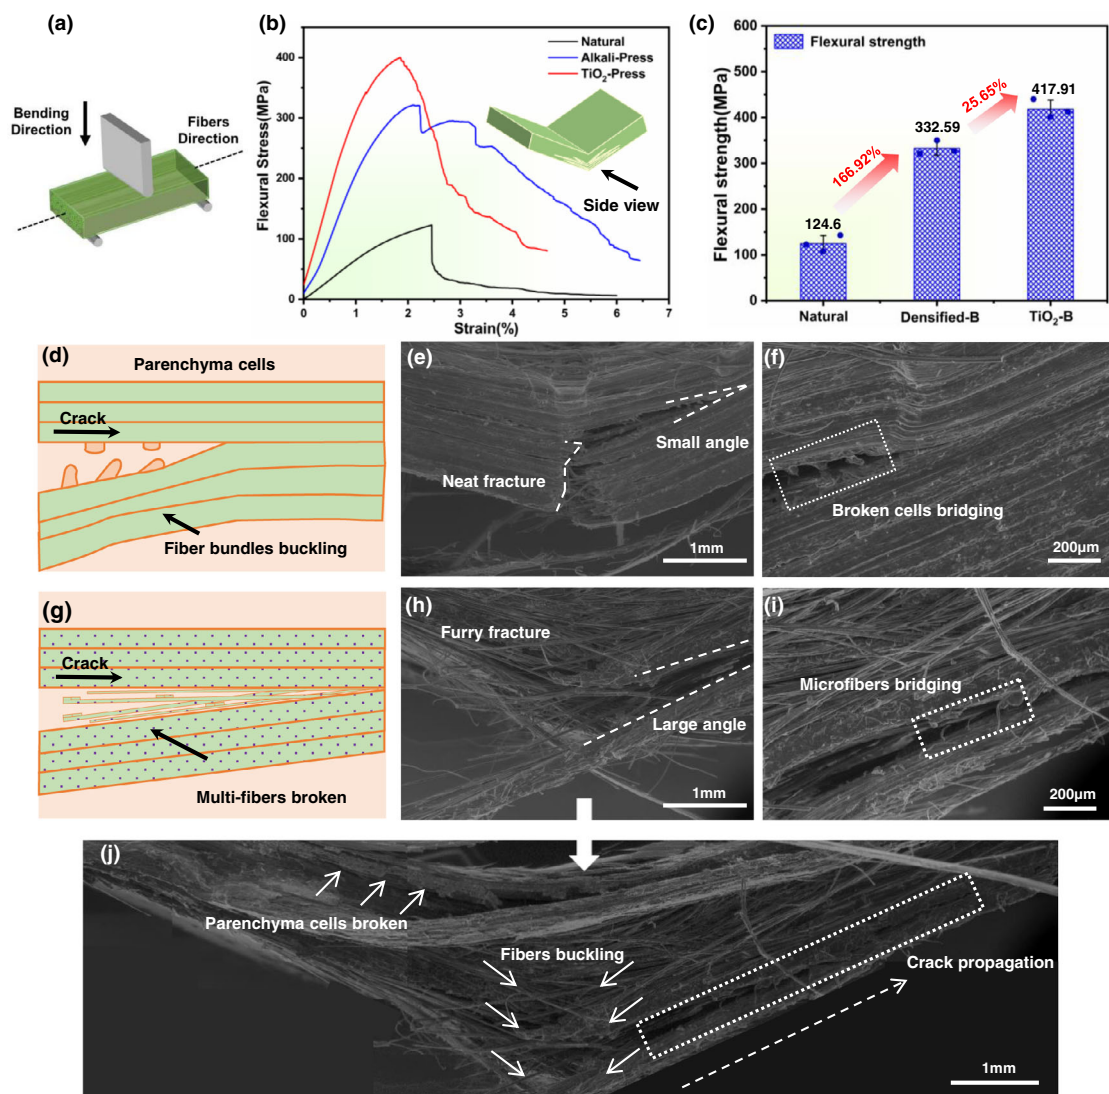 (a)
Bending
Direction
Fibers
Direction
(b)
Flexural Stress(MPa)
400
300
200
100
0
0 1 2 3 4 5 6 7
Strain(%)
Natural
Alkali-Press
TiO₂-Press
Side view
(c)
Flexural strength(MPa)
600
500
400
300
200
100
0
Flexural strength
124.6
166.92%
332.59
25.65%
417.91
Natural
Densified-B
TiO₂-B
(d)
Parenchyma cells
Crack
Fiber bundles buckling
(e)
Small angle
Neat fracture
1mm
(f)
Broken cells bridging
200μm
(g)
Crack
Multi-fibers broken
(h)
Furry fracture
Large angle
1mm
(i)
Microfibers bridging
200μm
(j)
Parenchyma cells broken
Fibers buckling
Crack propagation
1mm